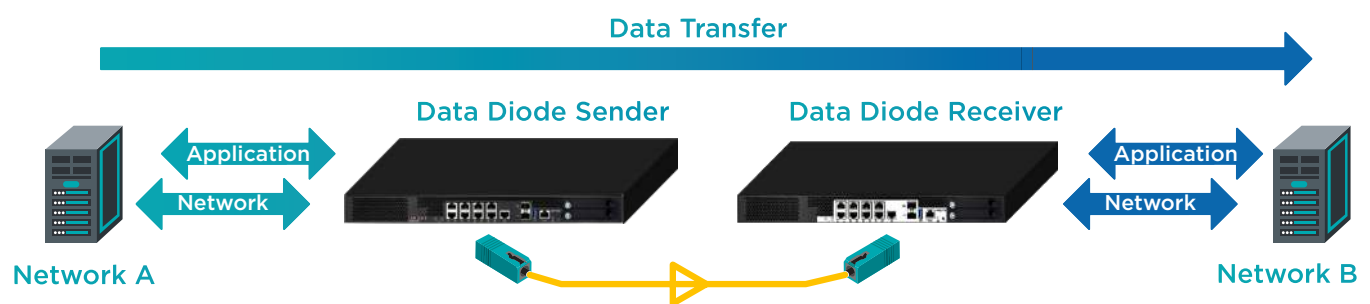 Data Transfer
Data Diode Sender
Data Diode Receiver
Application
Application
Network
Network
Network A
Network B